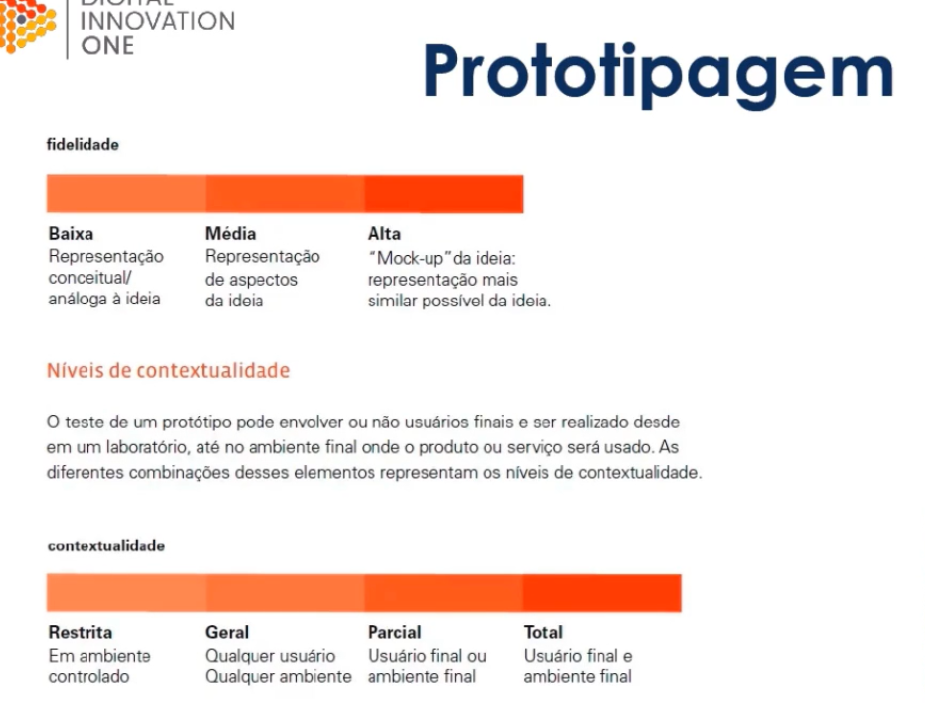 DIGITAL
INNOVATION
ONE
Prototipagem
fidelidade
Baixa
Representação
conceitual/
análoga à ideia
Média
Representação
de aspectos
da ideia
Alta
“Mock-up” da ideia:
representação mais
similar possível da ideia.
Níveis de contextualidade
O teste de um protótipo pode envolver ou não usuários finais e ser realizado desde
em um laboratório, até no ambiente final onde o produto ou serviço será usado. As
diferentes combinações desses elementos representam os níveis de contextualidade.
contextualidade
Restrita
Em ambiente
controlado
Geral
Qualquer usuário
Qualquer ambiente
Parcial
Usuário final ou
ambiente final
Total
Usuário final e
ambiente final